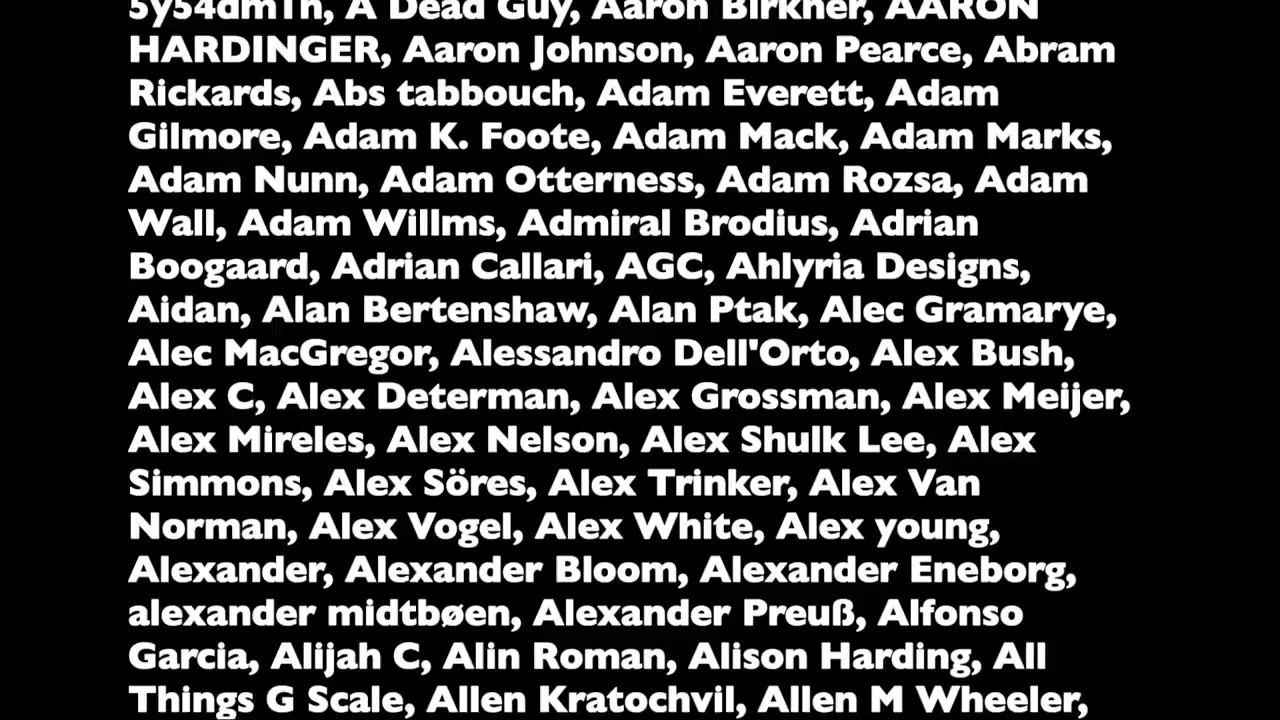 5y54dm1n, A Dead Guy, Aaron Birkner, AARON
HARDINGER, Aaron Johnson, Aaron Pearce, Abram
Rickards, Abs tabbouch, Adam Everett, Adam
Gilmore, Adam K. Foote, Adam Mack, Adam Marks,
Adam Nunn, Adam Otterness, Adam Rozsa, Adam
Wall, Adam Willms, Admiral Brodius, Adrian
Boogaard, Adrian Callari, AGC, Ahlyria Designs,
Aidan, Alan Bertenshaw, Alan Ptak, Alec Gramarye,
Alec MacGregor, Alessandro Dell'Orto, Alex Bush,
Alex C, Alex Determan, Alex Grossman, Alex Meijer,
Alex Mireles, Alex Nelson, Alex Shulk Lee, Alex
Simmons, Alex Söres, Alex Trinker, Alex Van
Norman, Alex Vogel, Alex White, Alex young,
Alexander, Alexander Bloom, Alexander Eneborg,
alexander midtbøen, Alexander Preuß, Alfonso
Garcia, Alijah C, Alin Roman, Alison Harding, All
Things G Scale, Allen Kratochvil, Allen M Wheeler,